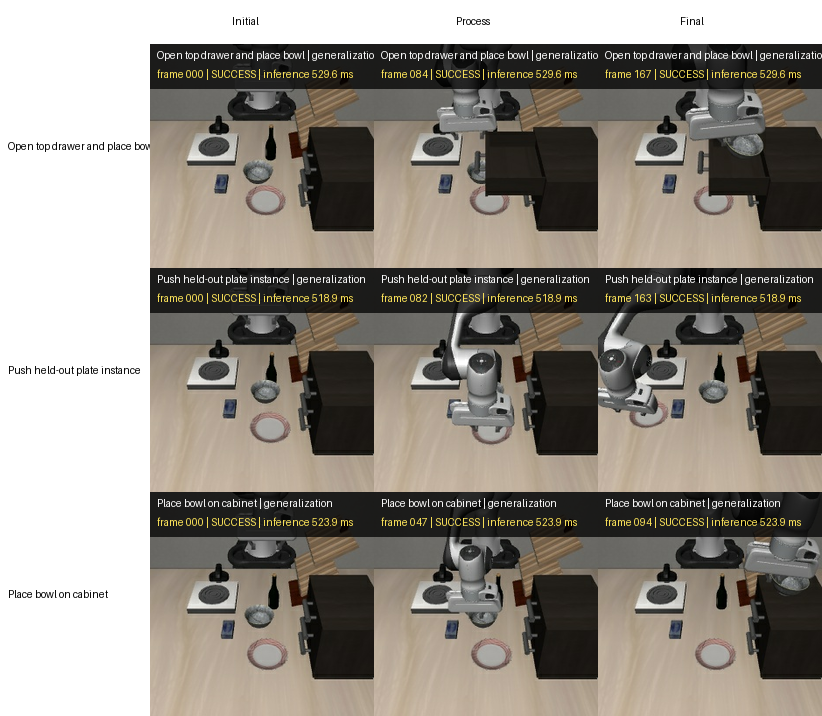 Initial Process Final
Open top drawer and place bow
Open top drawer and place bowl | generalizatio
frame 000 | SUCCESS | inference 529.6 ms
Open top drawer and place bowl | generalizatio
frame 084 | SUCCESS | inference 529.6 ms
Open top drawer and place bowl | generalizatio
frame 167 | SUCCESS | inference 529.6 ms
Push held-out plate instance
Push held-out plate instance | generalization
frame 000 | SUCCESS | inference 518.9 ms
Push held-out plate instance | generalization
frame 082 | SUCCESS | inference 518.9 ms
Push held-out plate instance | generalization
frame 163 | SUCCESS | inference 518.9 ms
Place bowl on cabinet
Place bowl on cabinet | generalization
frame 000 | SUCCESS | inference 523.9 ms
Place bowl on cabinet | generalization
frame 047 | SUCCESS | inference 523.9 ms
Place bowl on cabinet | generalization
frame 094 | SUCCESS | inference 523.9 ms